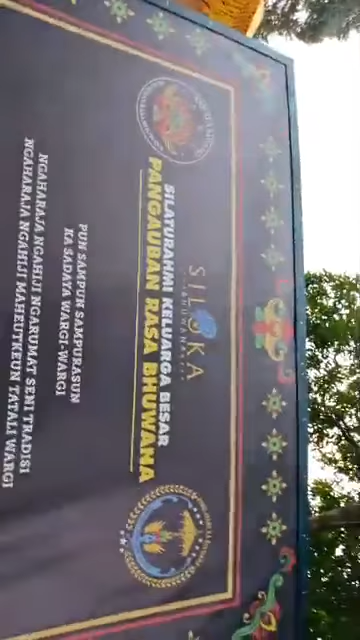 SILOKA
SILATURAHMI KELUARGA BESAR
PANGAUBAN RASA BHUWANA
PUN SAMPUN SAMPURASUN
KA SADAYA WARGI-WARGI
NGAHARAJA NGAHIJI NGARUMAT SENI TRADISI
NGAHARAJA NGAHIJI MAHEUTKEUN TATALI WARGI